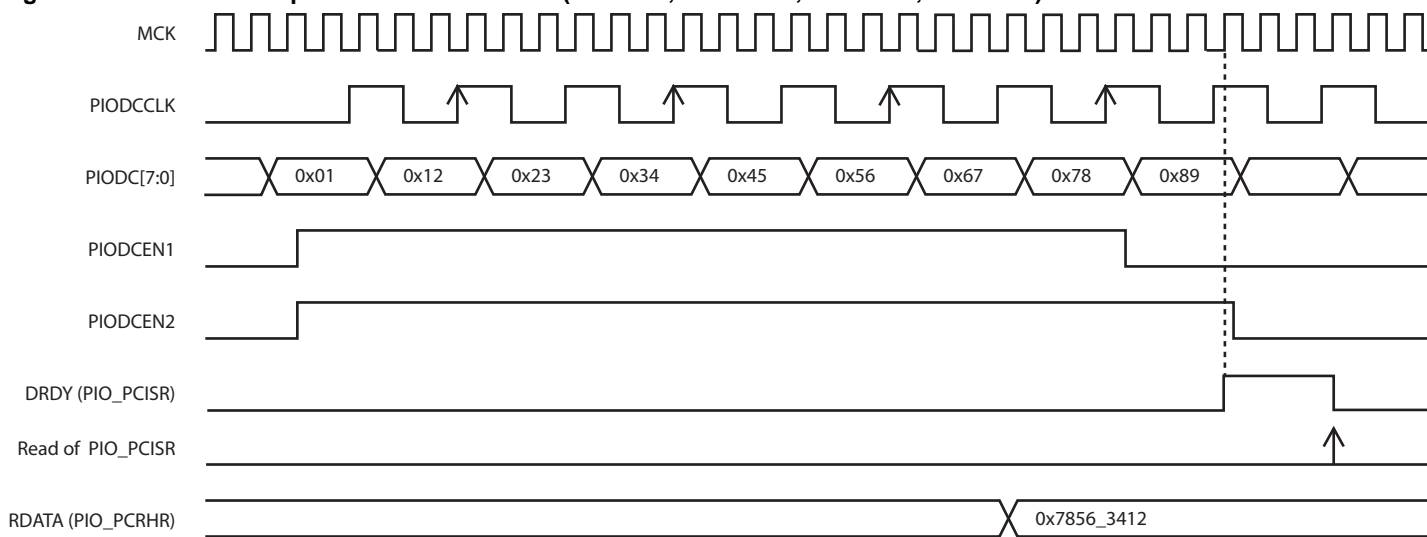 MCK
PIODCCLK
PIODC[7:0] 0x01 0x12 0x23 0x34 0x45 0x56 0x67 0x78 0x89
PIODCEN1
PIODCEN2
DRDY (PIO_PCISR)
Read of PIO_PCISR
RDATA (PIO_PCRHR) 0x7856_3412